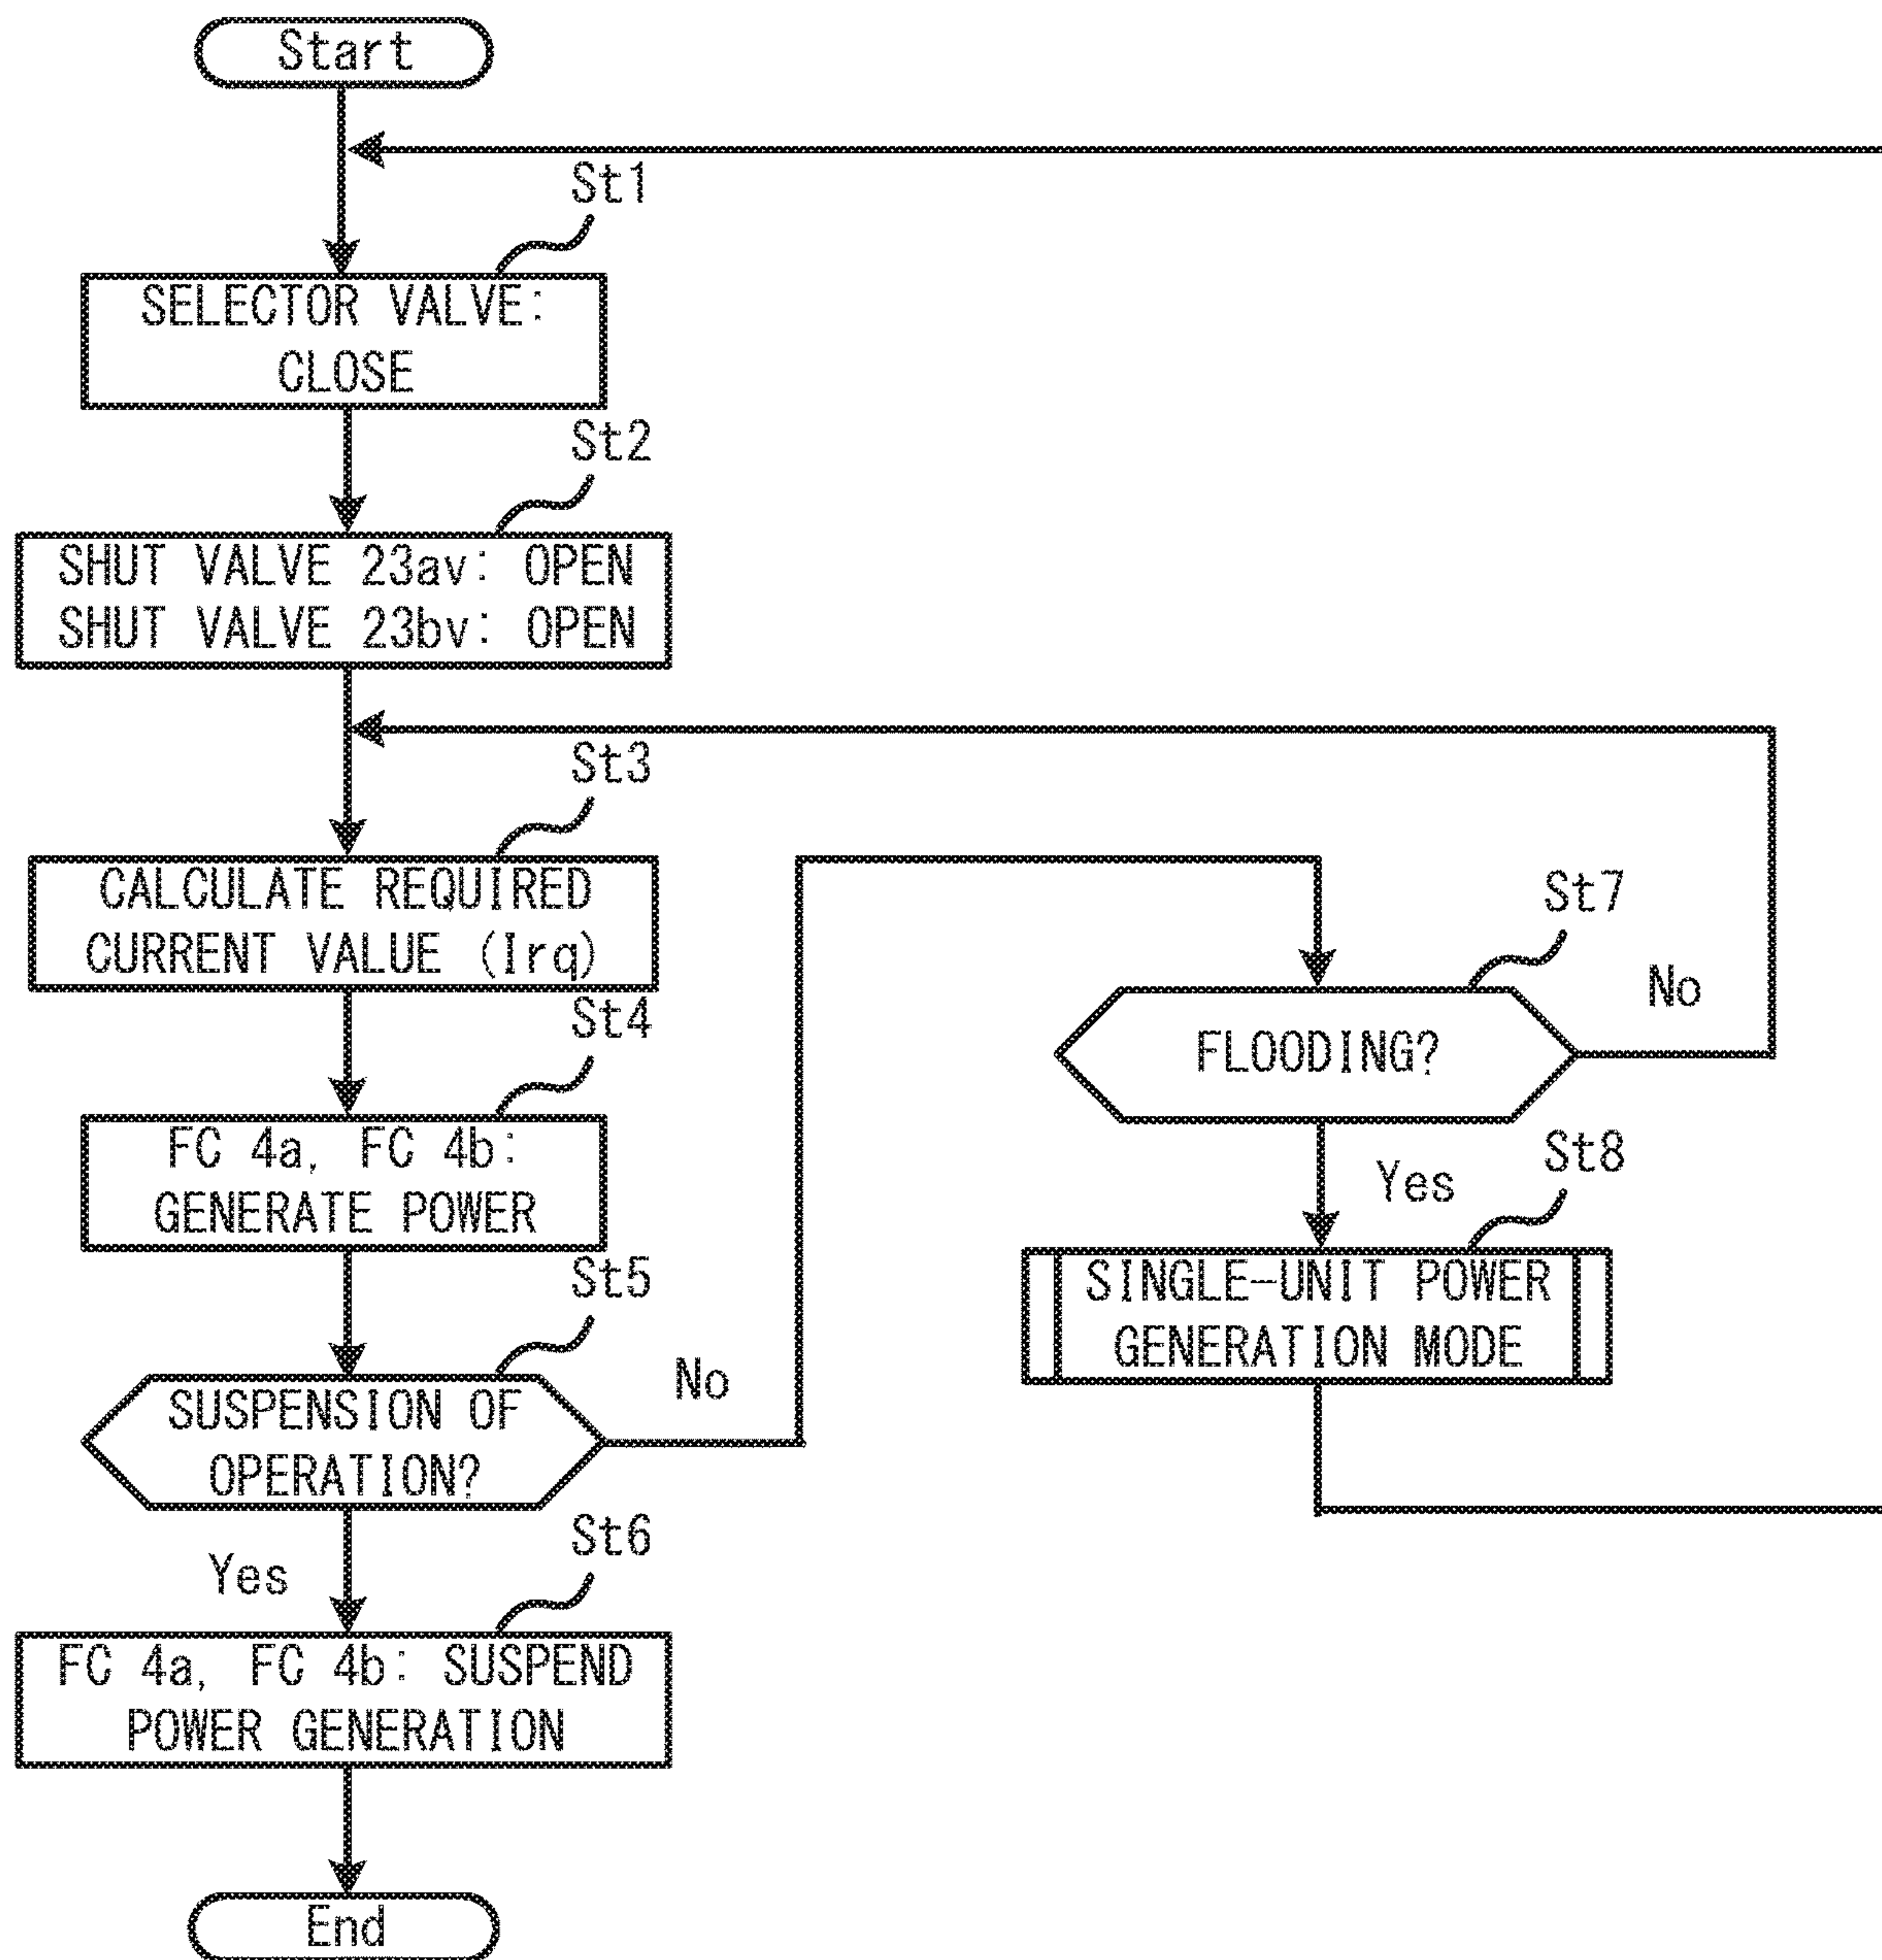 Start
St1
SELECTOR VALVE:
CLOSE
St2
SHUT VALVE 23av: OPEN
SHUT VALVE 23bv: OPEN
St3
CALCULATE REQUIRED
CURRENT VALUE (Irq)
St4
FC 4a, FC 4b:
GENERATE POWER
St5
SUSPENSION OF
OPERATION?
No
Yes
St6
FC 4a, FC 4b: SUSPEND
POWER GENERATION
End
St7
FLOODING?
No
Yes
St8
SINGLE-UNIT POWER
GENERATION MODE